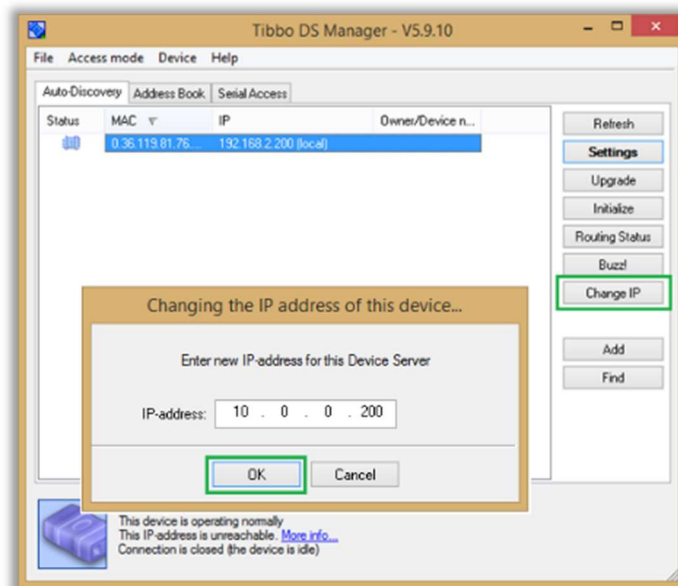 Tibbo DS Manager - V5.9.10
File Access mode Device Help
Auto-Discovery Address Book Serial Access
Status MAC IP Owner/Device n...
0.36.119.81.76.... 192.168.2.200 (local)
Refresh
Settings
Upgrade
Initialize
Routing Status
Buzz!
Change IP
Add
Find
Changing the IP address of this device...
Enter new IP-address for this Device Server
IP-address: 10 . 0 . 0 . 200
OK Cancel
This device is operating normally
This IP-address is unreachable. More info...
Connection is closed (the device is idle)